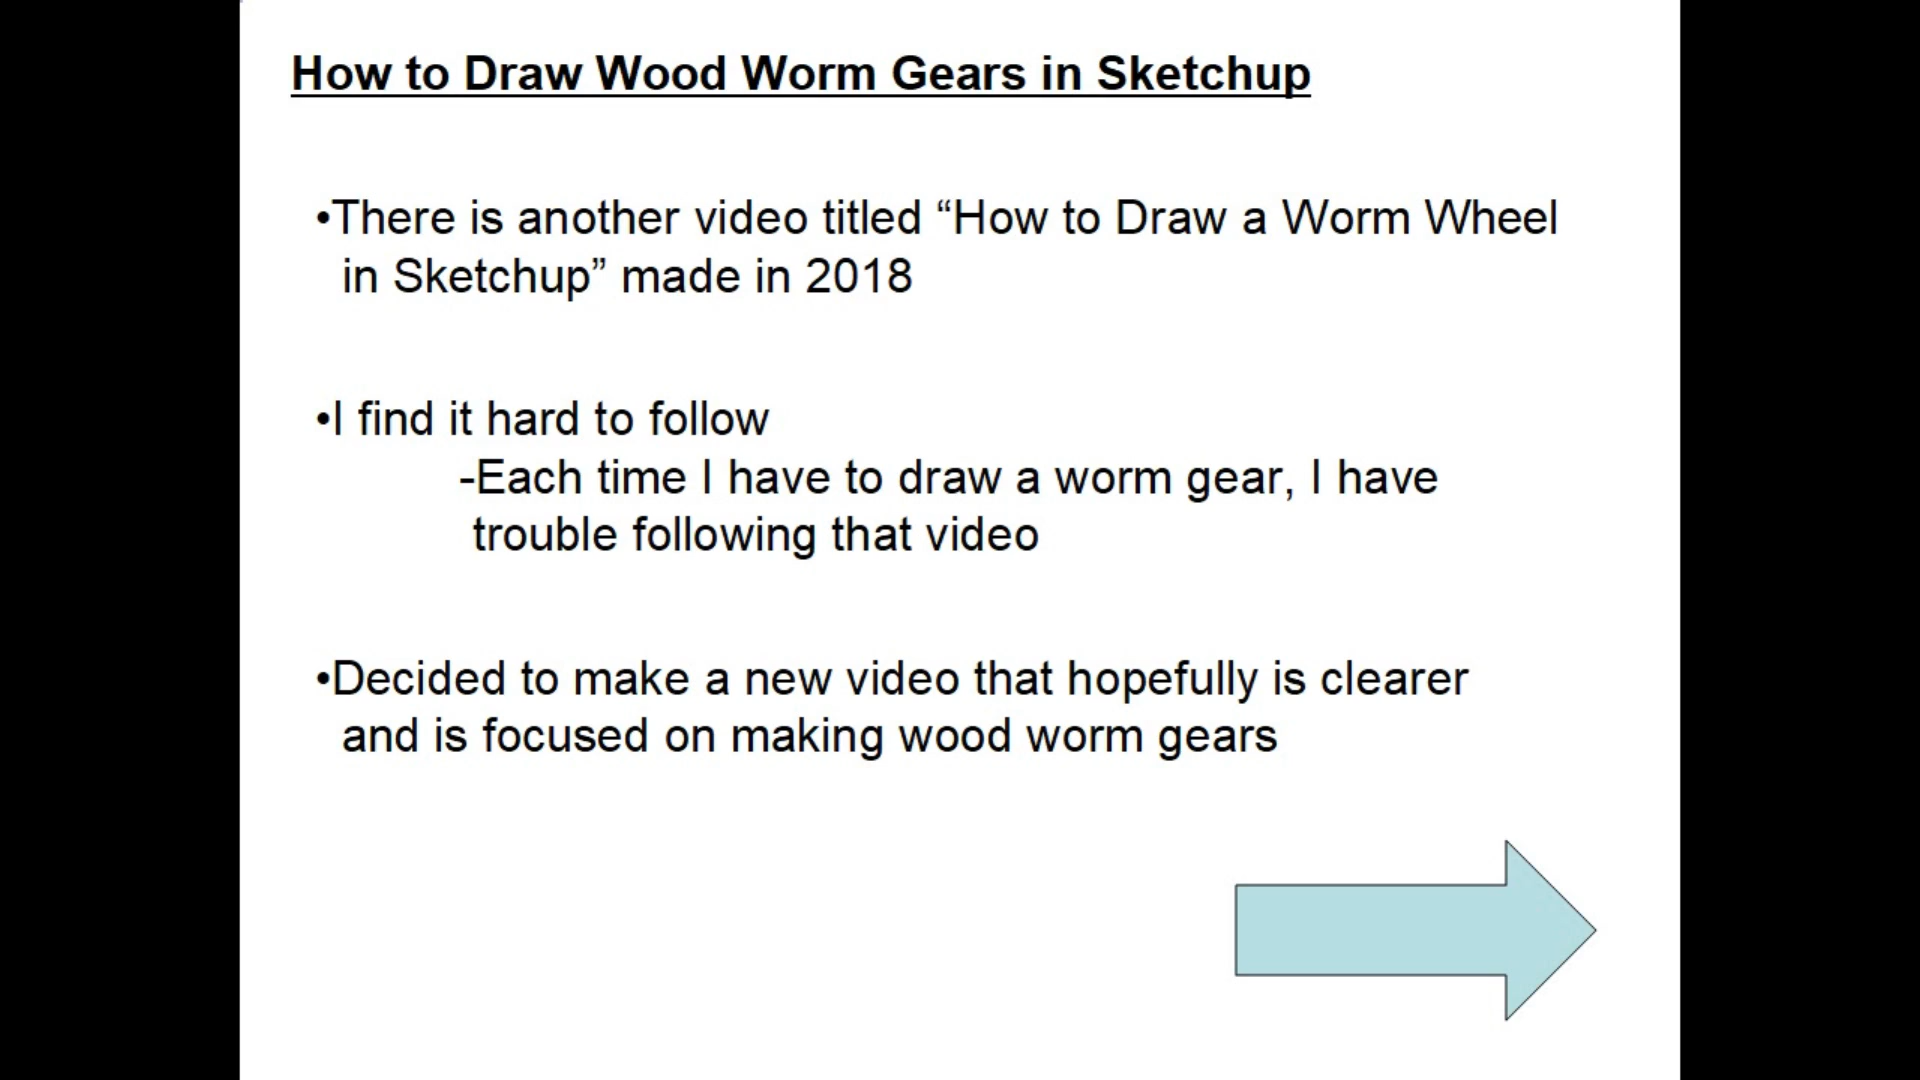 How to Draw Wood Worm Gears in Sketchup
•There is another video titled “How to Draw a Worm Wheel
in Sketchup” made in 2018
•I find it hard to follow
-Each time I have to draw a worm gear, I have
trouble following that video
•Decided to make a new video that hopefully is clearer
and is focused on making wood worm gears